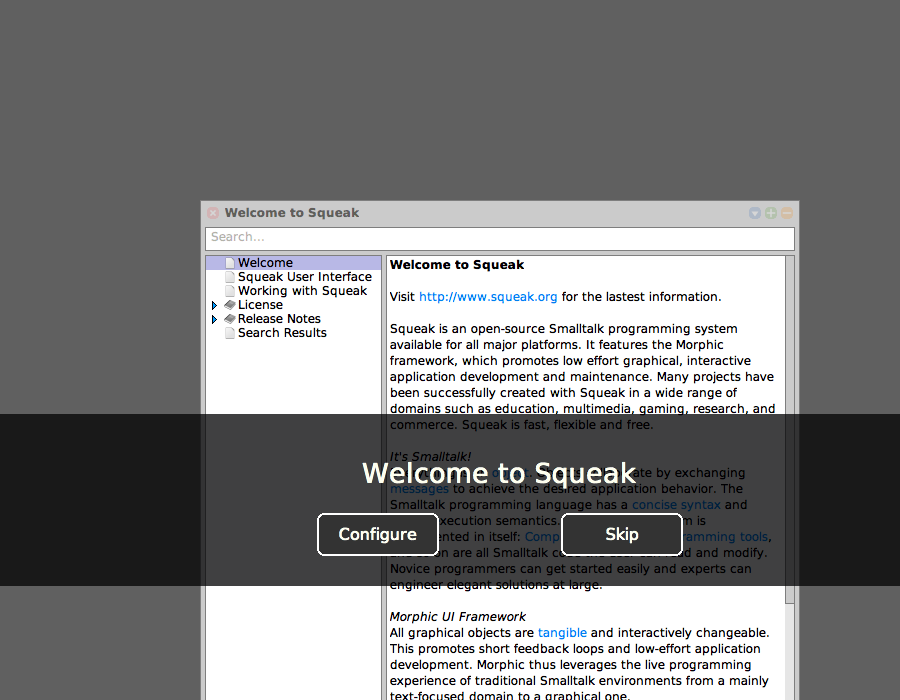 Welcome to Squeak
Search...
Welcome
Squeak User Interface
Working with Squeak
License
Release Notes
Search Results
Welcome to Squeak
Visit http://www.squeak.org for the lastest information.
Squeak is an open-source Smalltalk programming system
available for all major platforms. It features the Morphic
framework, which promotes low effort graphical, interactive
application development and maintenance. Many projects have
been successfully created with Squeak in a wide range of
domains such as education, multimedia, gaming, research, and
commerce. Squeak is fast, flexible and free.
It's Smalltalk!
by exchanging
messages to achieve the desired application behavior. The
Smalltalk programming language has a concise syntax and
execution semantics. is
in itself: tools,
are all Smalltalk and modify.
Novice programmers can get started easily and experts can
engineer elegant solutions at large.
Welcome to Squeak
Configure
Skip
Morphic UI Framework
All graphical objects are tangible and interactively changeable.
This promotes short feedback loops and low-effort application
development. Morphic thus leverages the live programming
experience of traditional Smalltalk environments from a mainly
text-focused domain to a graphical one.